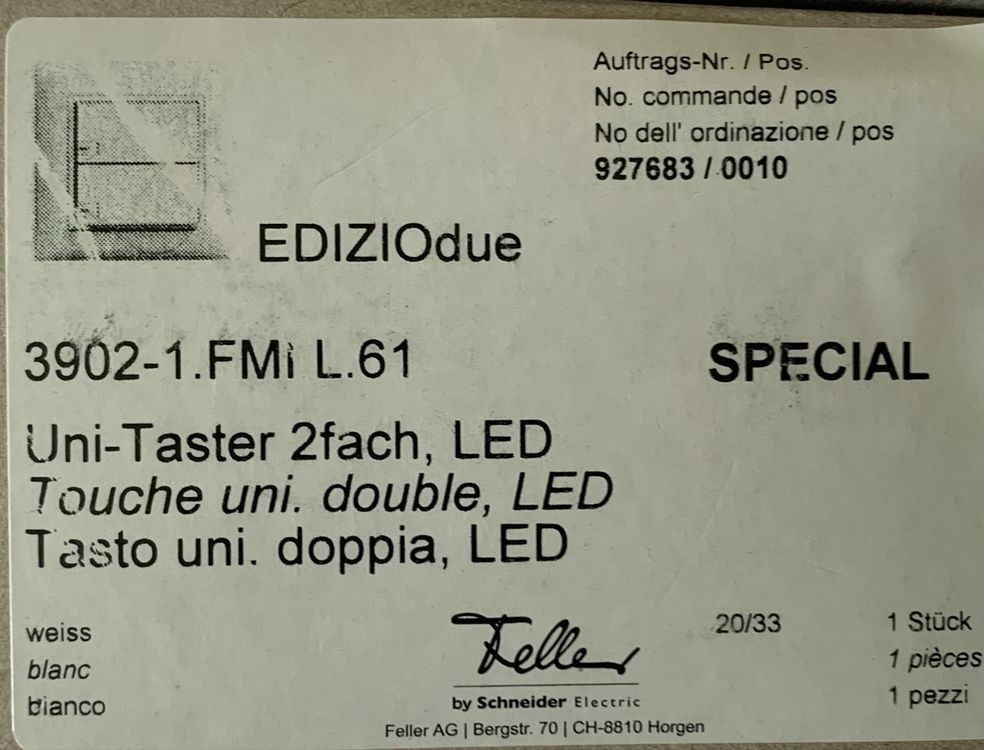 Auftrags-Nr. / Pos.
No. commande / pos
No dell' ordinazione / pos
927683 / 0010
EDIZIOdue
3902-1.FMI L.61
SPECIAL
Uni-Taster 2fach, LED
Touche uni. double, LED
Tasto uni. doppia, LED
weiss
blanc
bianco
Feller
by Schneider Electric
20/33
1 Stück
1 pièces
1 pezzi
Feller AG | Bergstr. 70 | CH-8810 Horgen